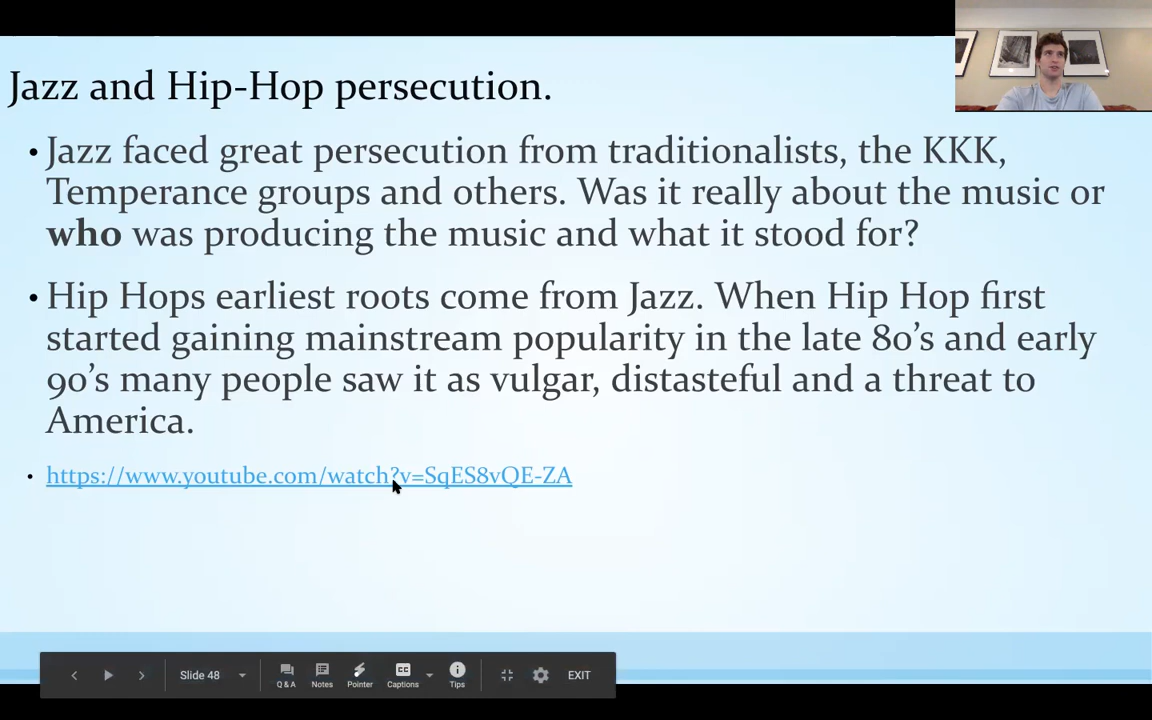 Jazz and Hip-Hop persecution.
• Jazz faced great persecution from traditionalists, the KKK,
Temperance groups and others. Was it really about the music or
who was producing the music and what it stood for?
• Hip Hops earliest roots come from Jazz. When Hip Hop first
started gaining mainstream popularity in the late 80's and early
90's many people saw it as vulgar, distasteful and a threat to
America.
• https://www.youtube.com/watch?v=SqES8vQE-ZA
Slide 48
Q & A
Notes
Pointer
CC
Captions
Tips
EXIT